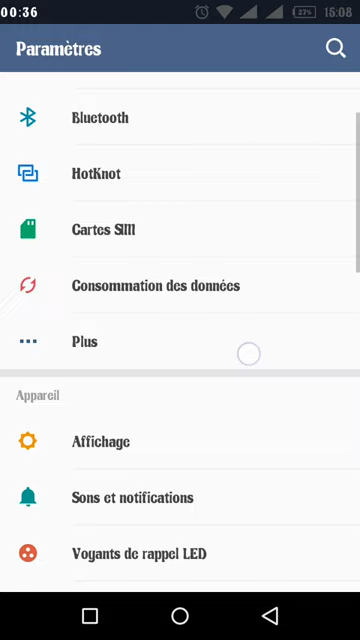 00:36
27%
15:08
Paramètres
Bluetooth
HotKnot
Cartes SIM
Consommation des données
Plus
Appareil
Affichage
Sons et notifications
Voyants de rappel LED